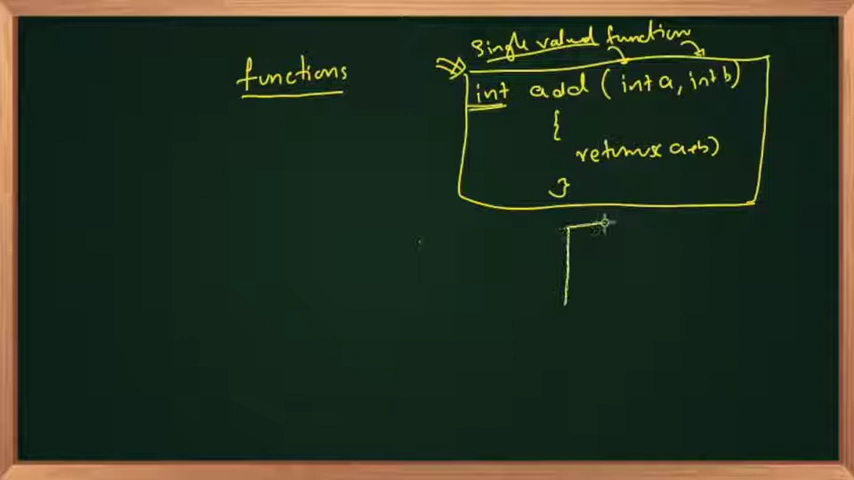 functions
Single valued function
int add (int a, int b)
{
return(a+b)
}